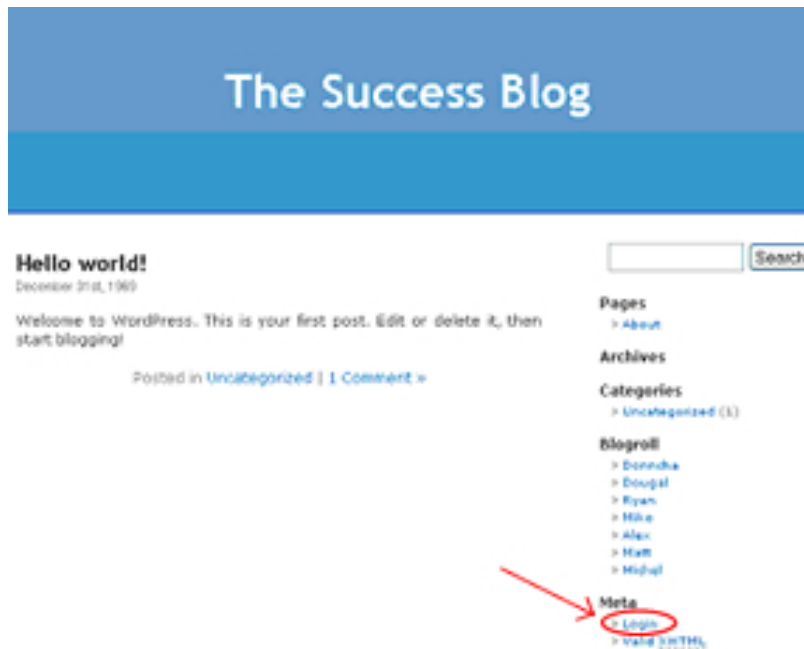 The Success Blog
Hello world!
December 31st, 1969
Welcome to WordPress. This is your first post. Edit or delete it, then
start blogging!
Posted in Uncategorized | 1 Comment »
Search
Pages
> About
Archives
Categories
> Uncategorized (1)
Blogroll
> Donncha
> Dougal
> Ryan
> Mike
> Alex
> Matt
> Michel
Meta
> Login
> Valid XHTML